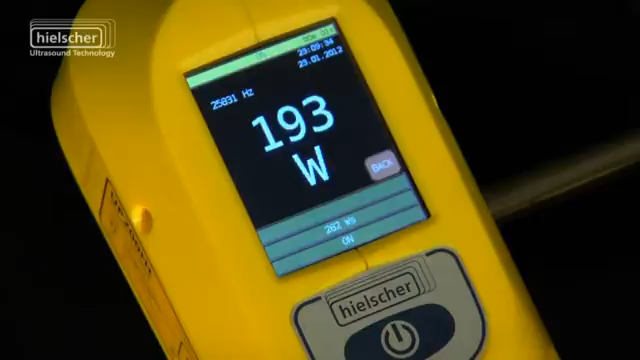 hielscher
Ultrasound Technology
23:09:34
23.01.2012
25831 Hz
193
W
BACK
282 Ws
ON
hielscher